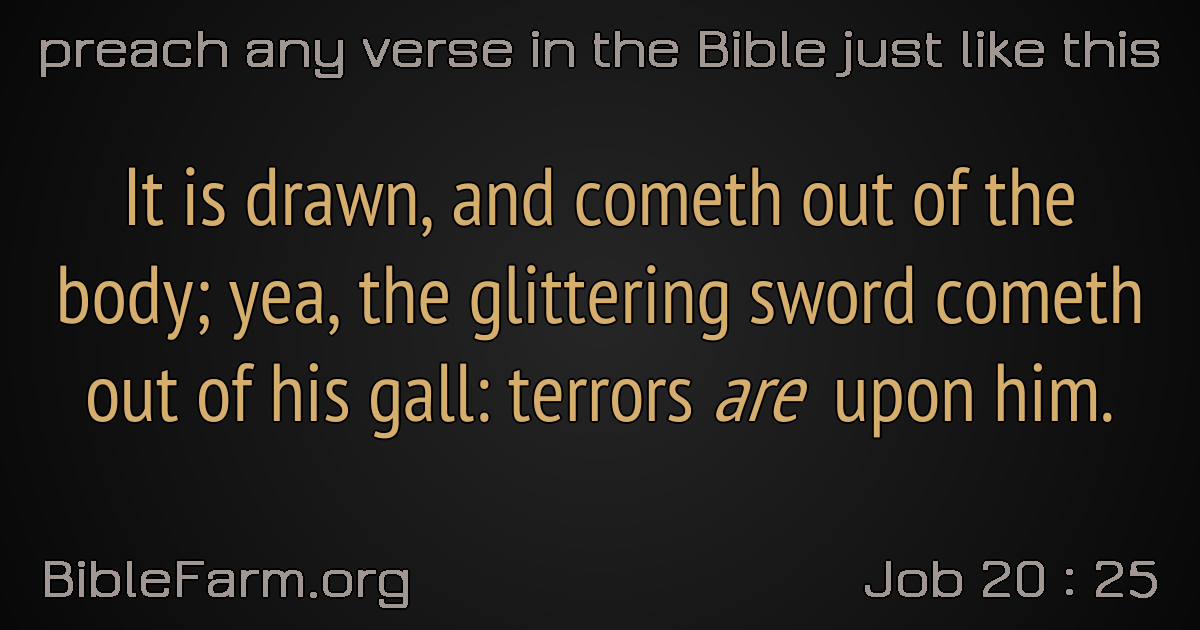 preach any verse in the Bible just like this
It is drawn, and cometh out of the
body; yea, the glittering sword cometh
out of his gall: terrors are upon him.
BibleFarm.org
Job 20 : 25